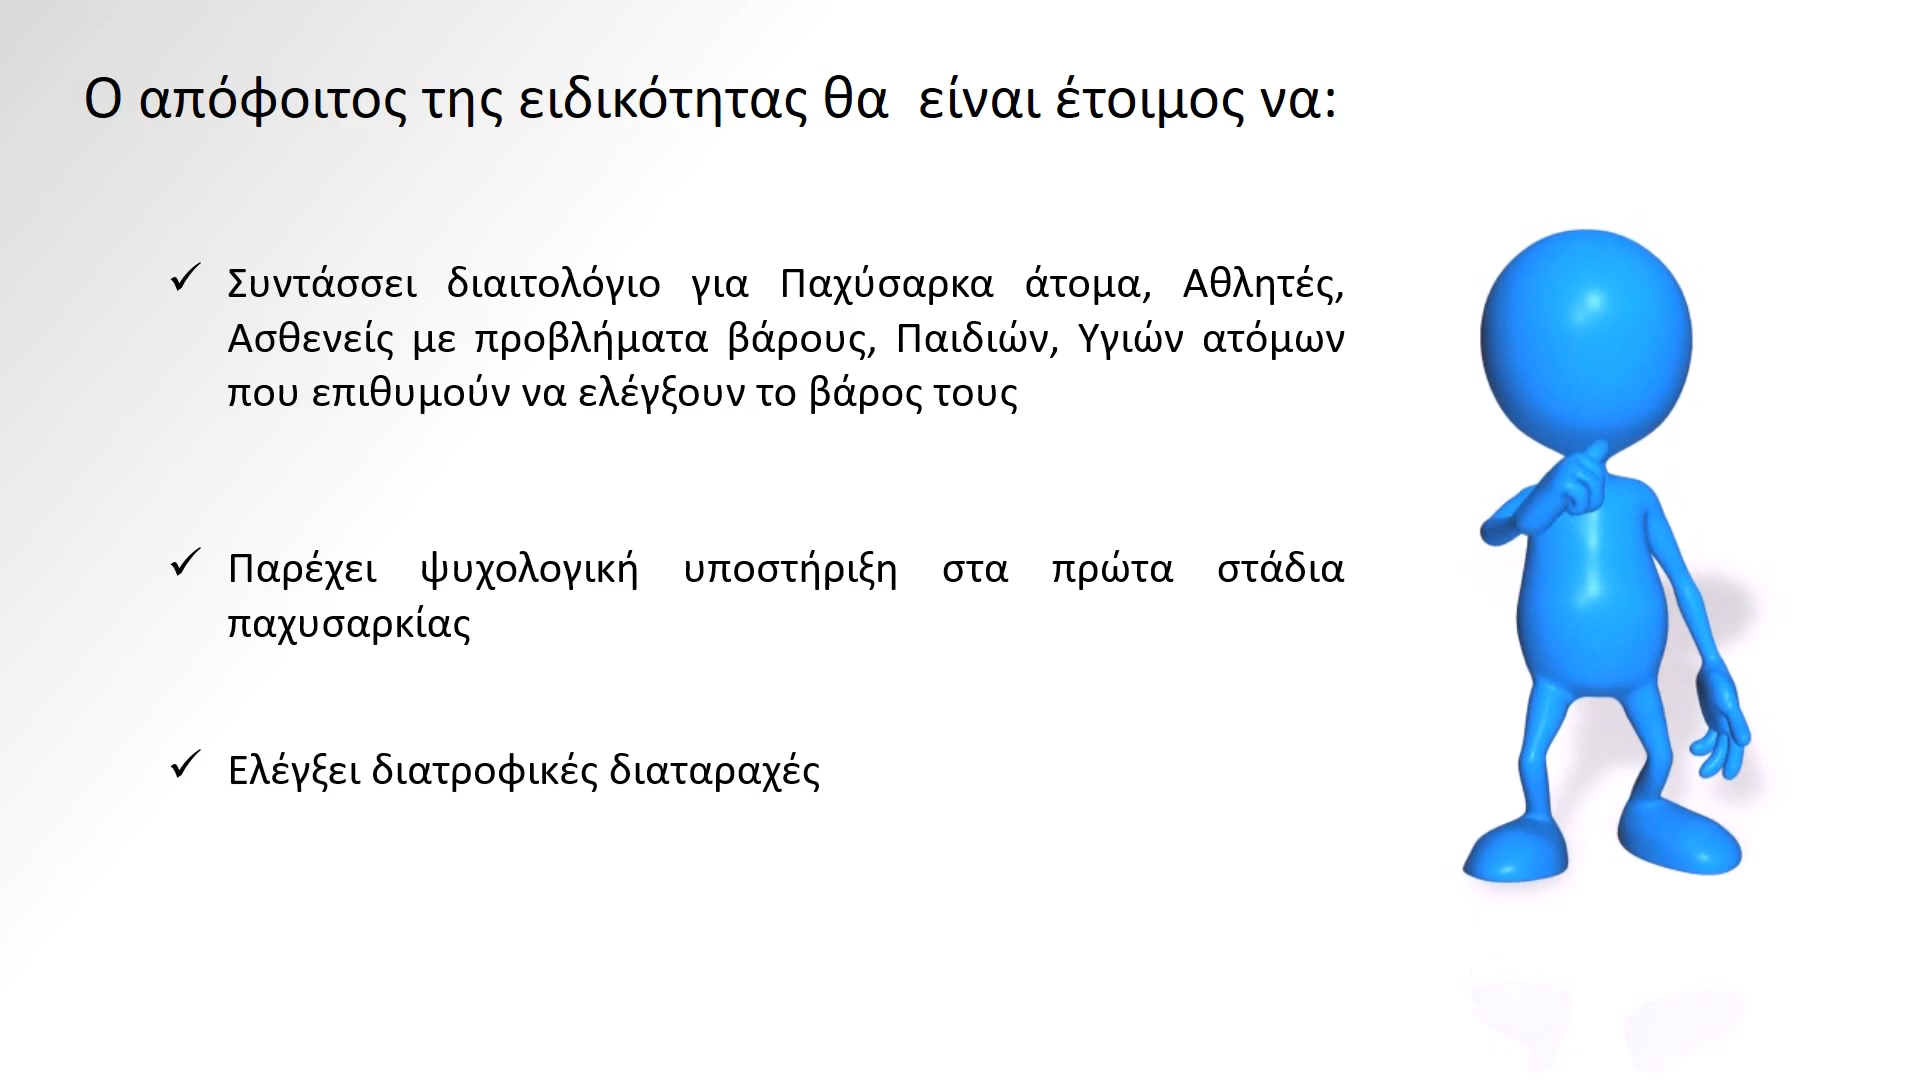 Ο απόφοιτος της ειδικότητας θα  είναι έτοιμος να:
✓ Συντάσσει διαιτολόγιο για Παχύσαρκα άτομα, Αθλητές,
Ασθενείς με προβλήματα βάρους, Παιδιών, Υγιών ατόμων
που επιθυμούν να ελέγξουν το βάρος τους
✓ Παρέχει ψυχολογική υποστήριξη στα πρώτα στάδια
παχυσαρκίας
✓ Ελέγξει διατροφικές διαταραχές